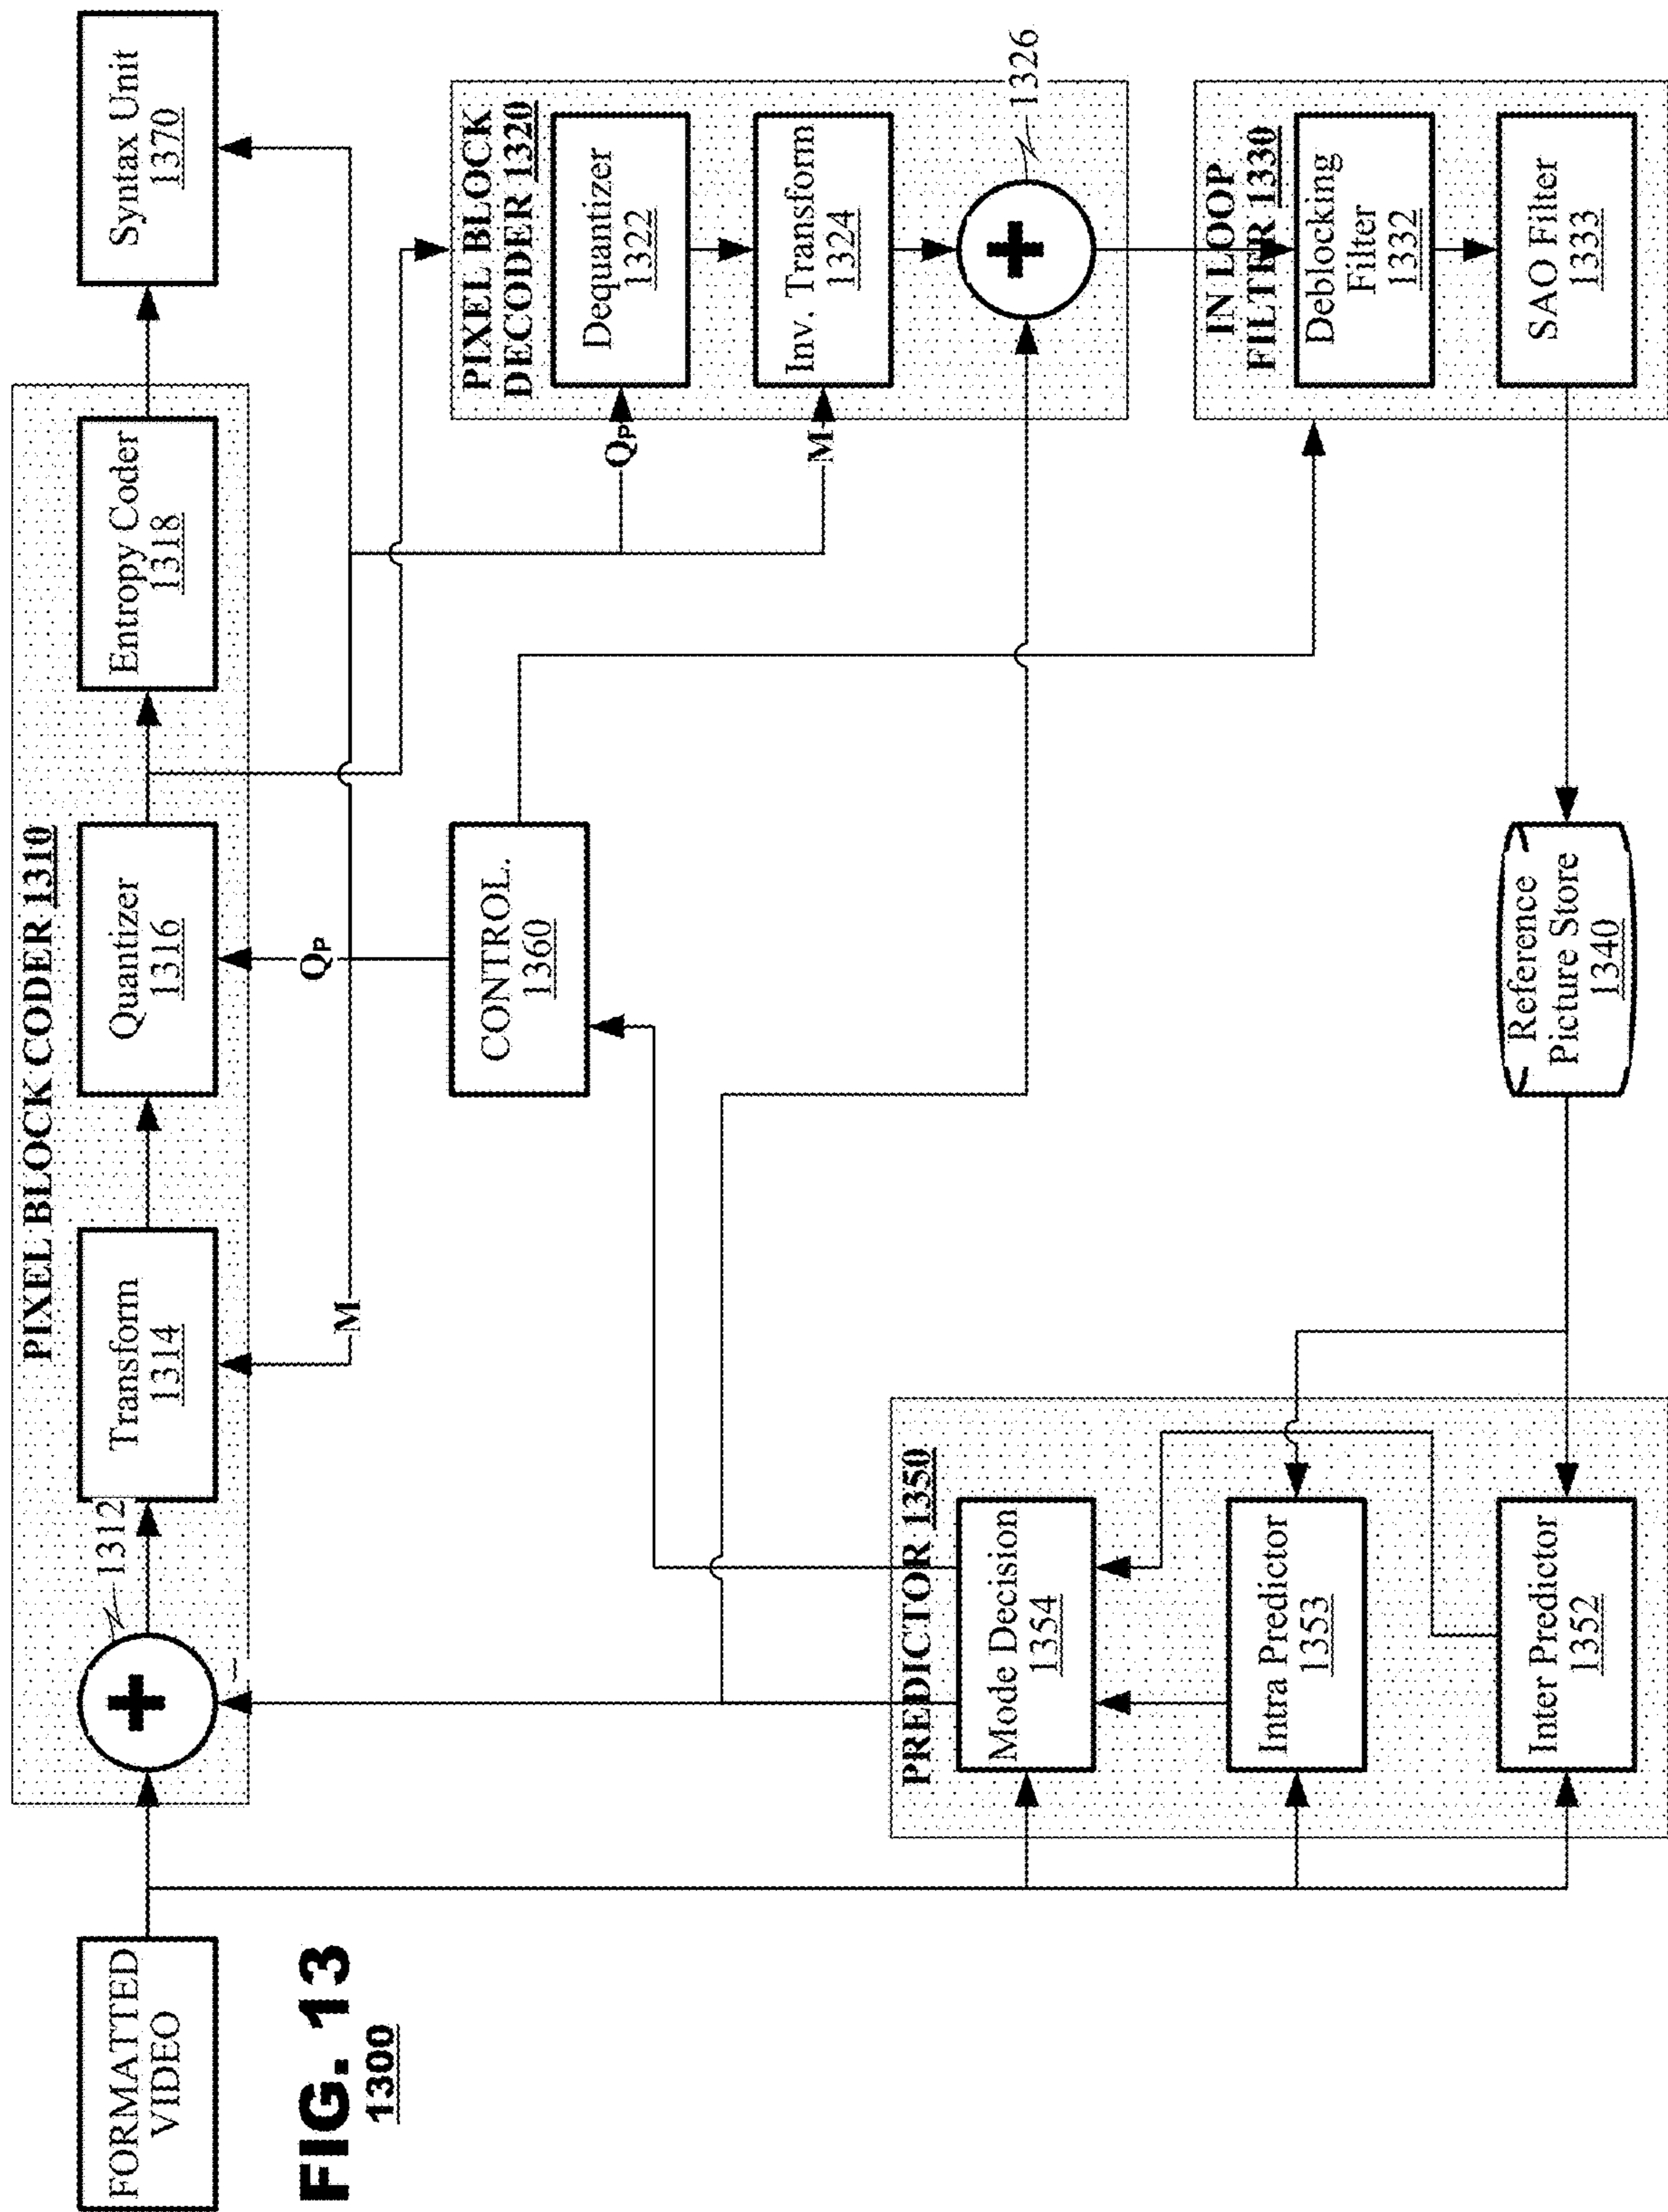 PIXEL BLOCK CODER 1310
FORMATTED
VIDEO
1312
-
Transform
1314
Quantizer
1316
Entropy Coder
1318
Syntax Unit
1370
M
QP
CONTROL.
1360
PIXEL BLOCK
DECODER 1320
Dequantizer
1322
QP
Inv. Transform
1324
M
1326
PREDICTOR 1350
Mode Decision
1354
Intra Predictor
1353
Inter Predictor
1352
IN LOOP
FILTER 1330
Deblocking
Filter
1332
SAO Filter
1333
Reference
Picture Store
1340
FIG. 13
1300